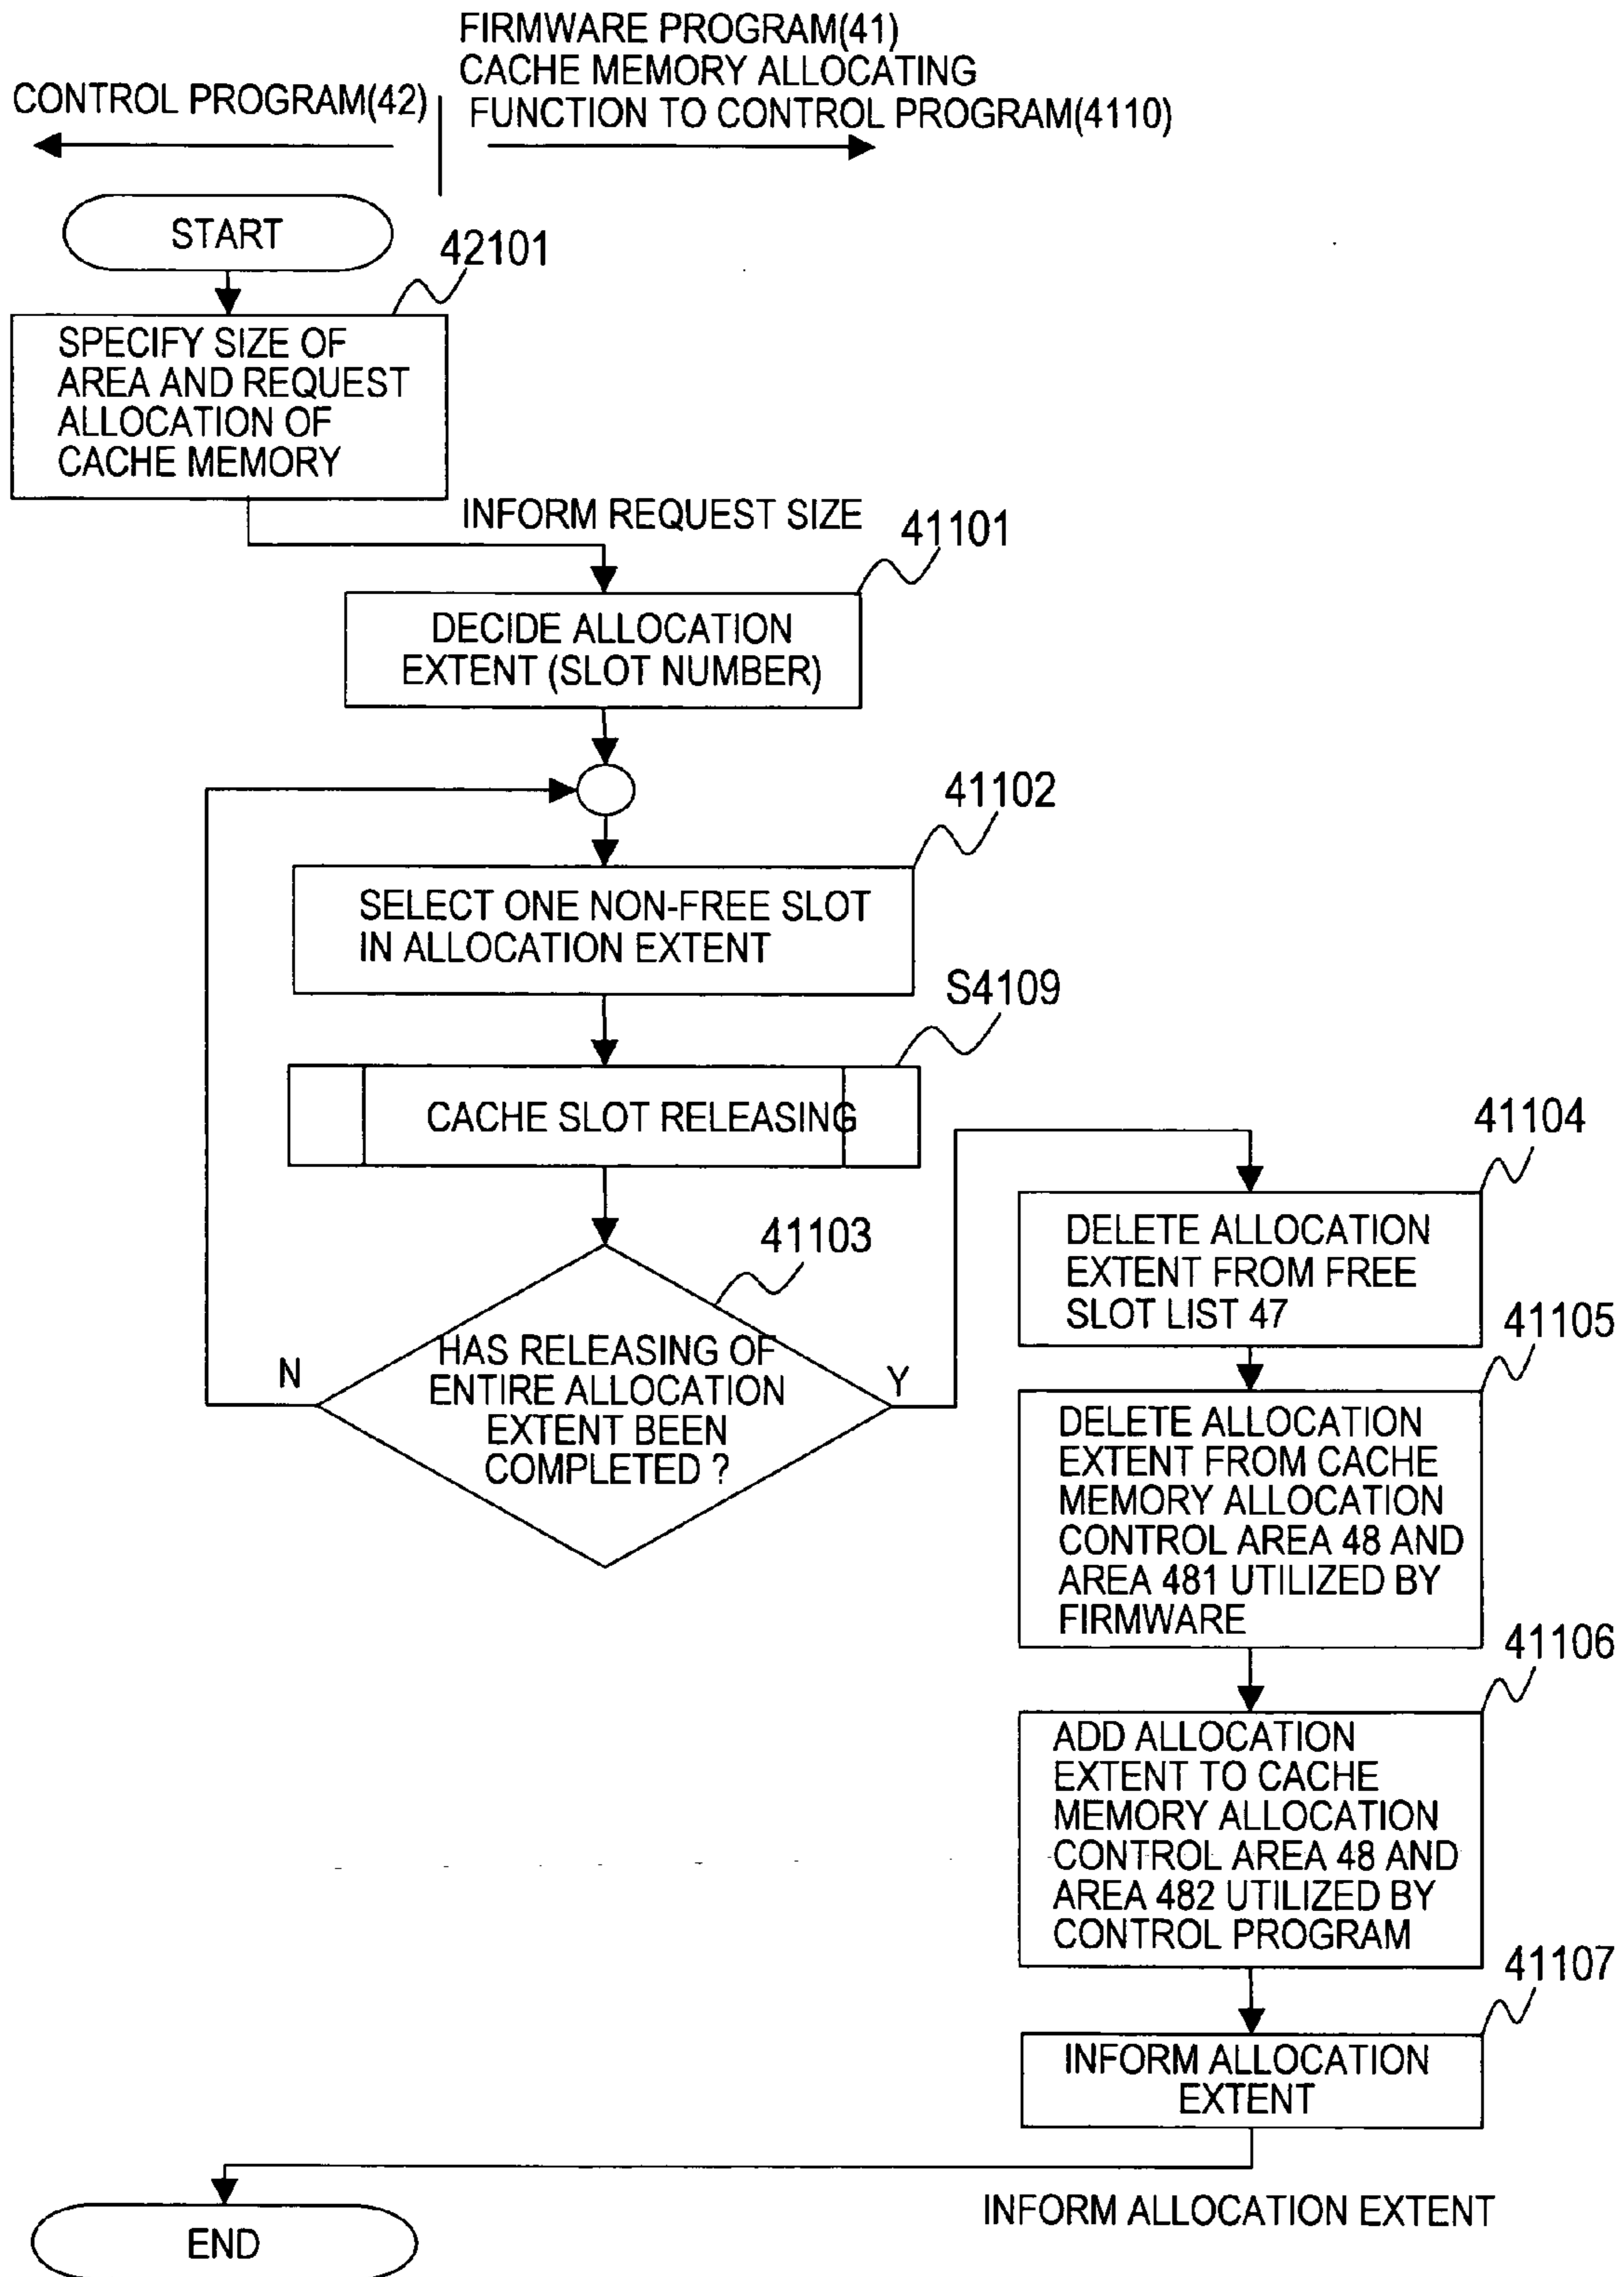 FIRMWARE PROGRAM(41)
CACHE MEMORY ALLOCATING
FUNCTION TO CONTROL PROGRAM(4110)
CONTROL PROGRAM(42)
START
42101
SPECIFY SIZE OF
AREA AND REQUEST
ALLOCATION OF
CACHE MEMORY
INFORM REQUEST SIZE
41101
DECIDE ALLOCATION
EXTENT (SLOT NUMBER)
41102
SELECT ONE NON-FREE SLOT
IN ALLOCATION EXTENT
S4109
CACHE SLOT RELEASING
41103
HAS RELEASING OF
ENTIRE ALLOCATION
EXTENT BEEN
COMPLETED ?
N
Y
41104
DELETE ALLOCATION
EXTENT FROM FREE
SLOT LIST 47
41105
DELETE ALLOCATION
EXTENT FROM CACHE
MEMORY ALLOCATION
CONTROL AREA 48 AND
AREA 481 UTILIZED BY
FIRMWARE
41106
ADD ALLOCATION
EXTENT TO CACHE
MEMORY ALLOCATION
CONTROL AREA 48 AND
AREA 482 UTILIZED BY
CONTROL PROGRAM
41107
INFORM ALLOCATION
EXTENT
INFORM ALLOCATION EXTENT
END